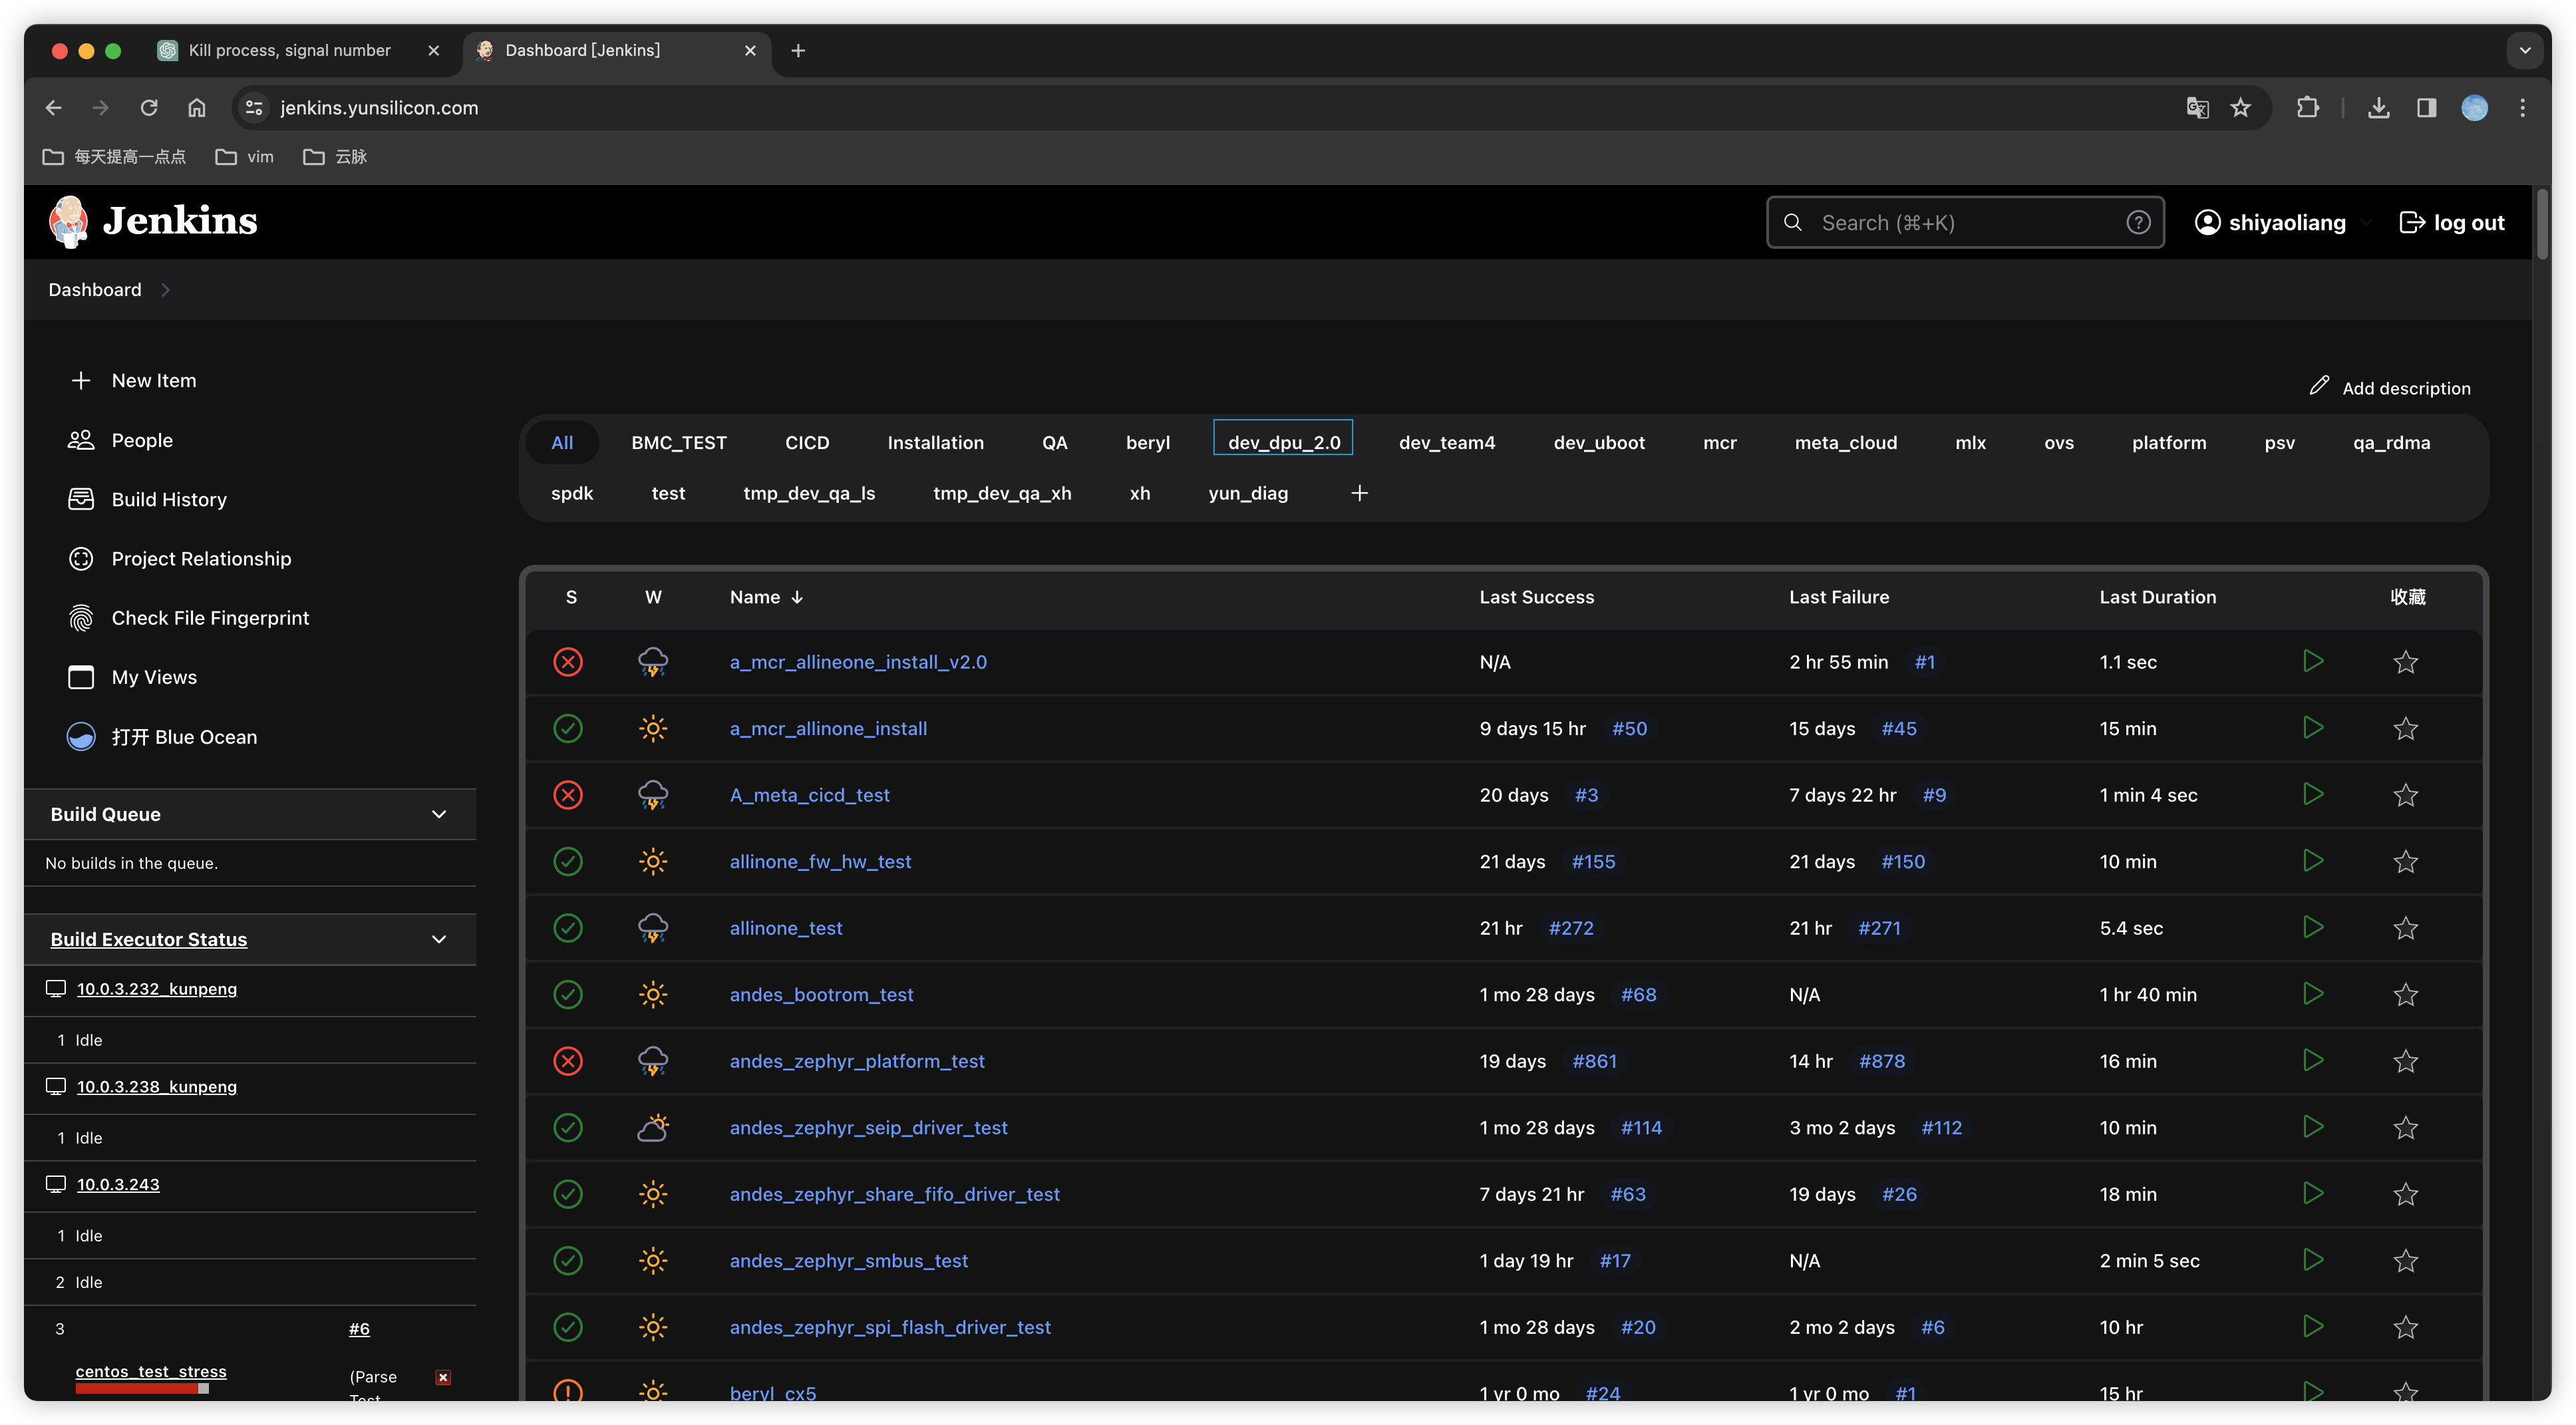 Kill process, signal number
Dashboard [Jenkins]
jenkins.yunsilicon.com
每天提高一点点 vim 云脉
Jenkins
Search (⌘+K)
shiyaoliang
log out
Dashboard
New Item
People
Build History
Project Relationship
Check File Fingerprint
My Views
打开 Blue Ocean
Build Queue
No builds in the queue.
Build Executor Status
10.0.3.232_kunpeng
1 Idle
10.0.3.238_kunpeng
1 Idle
10.0.3.243
1 Idle
2 Idle
3 #6
centos_test_stress (Parse
Test
Add description
All BMC_TEST CICD Installation QA beryl dev_dpu_2.0 dev_team4 dev_uboot mcr meta_cloud mlx ovs platform psv qa_rdma
spdk test tmp_dev_qa_ls tmp_dev_qa_xh xh yun_diag
S W Name ↓ Last Success Last Failure Last Duration 收藏
a_mcr_allineone_install_v2.0 N/A 2 hr 55 min #1 1.1 sec
a_mcr_allinone_install 9 days 15 hr #50 15 days #45 15 min
A_meta_cicd_test 20 days #3 7 days 22 hr #9 1 min 4 sec
allinone_fw_hw_test 21 days #155 21 days #150 10 min
allinone_test 21 hr #272 21 hr #271 5.4 sec
andes_bootrom_test 1 mo 28 days #68 N/A 1 hr 40 min
andes_zephyr_platform_test 19 days #861 14 hr #878 16 min
andes_zephyr_seip_driver_test 1 mo 28 days #114 3 mo 2 days #112 10 min
andes_zephyr_share_fifo_driver_test 7 days 21 hr #63 19 days #26 18 min
andes_zephyr_smbus_test 1 day 19 hr #17 N/A 2 min 5 sec
andes_zephyr_spi_flash_driver_test 1 mo 28 days #20 2 mo 2 days #6 10 hr
beryl_cx5 1 yr 0 mo #24 1 yr 0 mo #1 15 hr